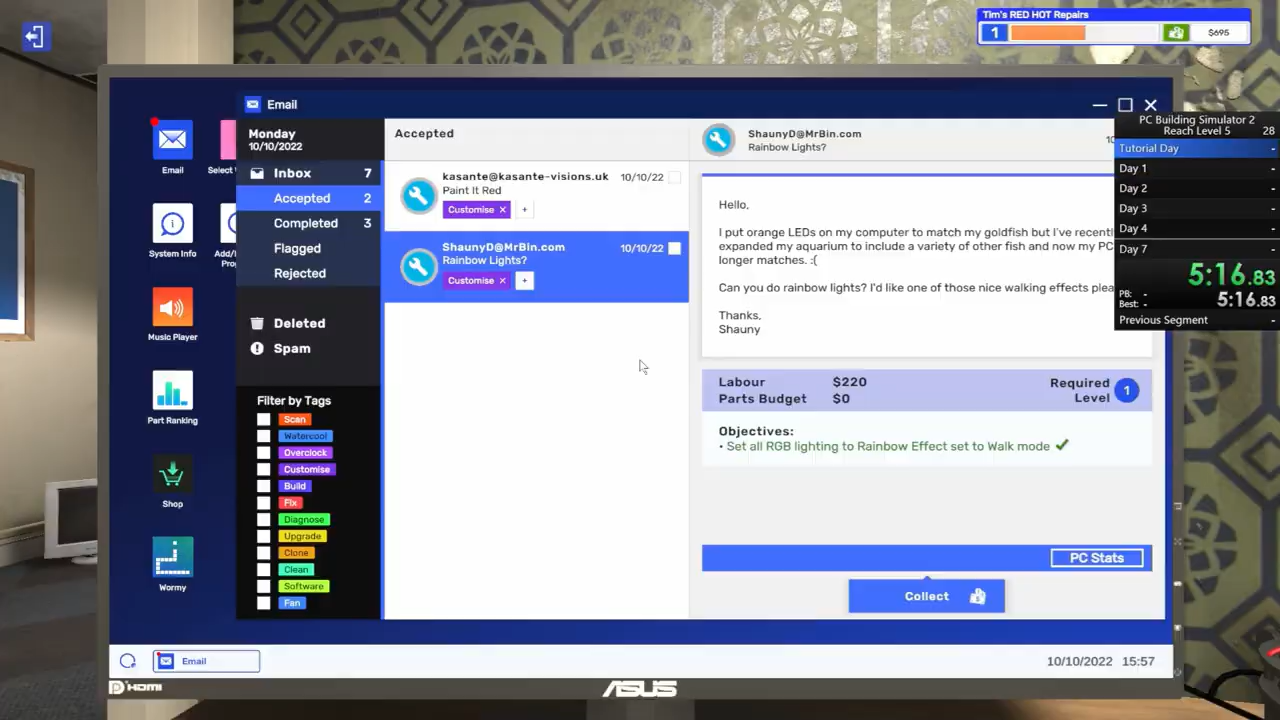 Tim's RED HOT Repairs
1
$695
Email
Monday
10/10/2022
Inbox 7
Accepted 2
Completed 3
Flagged
Rejected
Deleted
Spam
Filter by Tags
Scan
Watercool
Overclock
Customise
Build
Fix
Diagnose
Upgrade
Clone
Clean
Software
Fan
Email
Select
System Info
Add/
Pro
Music Player
Part Ranking
Shop
Wormy
Accepted
kasante@kasante-visions.uk 10/10/22
Paint It Red
Customise × +
ShaunyD@MrBin.com 10/10/22
Rainbow Lights?
Customise × +
ShaunyD@MrBin.com
Rainbow Lights?
Hello,
I put orange LEDs on my computer to match my goldfish but I've recent
expanded my aquarium to include a variety of other fish and now my PC
longer matches. :(
Can you do rainbow lights? I'd like one of those nice walking effects plea
Thanks,
Shauny
Labour $220
Parts Budget $0
Required
Level 1
Objectives:
• Set all RGB lighting to Rainbow Effect set to Walk mode ✓
PC Stats
Collect
PC Building Simulator 2
Reach Level 5 28
Tutorial Day -
Day 1 -
Day 2 -
Day 3 -
Day 4 -
Day 7 -
5:16.83
PB: -
Best: - 5:16.83
Previous Segment -
Email
10/10/2022 15:57
HDMI
ASUS